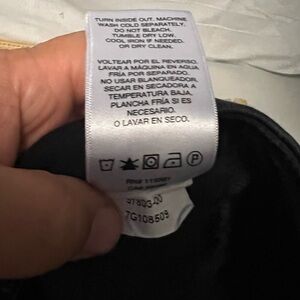 TURN INSIDE OUT. MACHINE
WASH COLD SEPARATELY.
DO NOT BLEACH.
TUMBLE DRY LOW.
COOL IRON IF NEEDED.
OR DRY CLEAN.
VOLTEAR POR EL REVERSO.
LAVAR A MÁQUINA EN AGUA
FRÍA POR SEPARADO.
NO USAR BLANQUEADOR.
SECAR EN SECADORA A
TEMPERATURA BAJA,
PLANCHA FRÍA SI ES
NECESARIO.
O LAVAR EN SECO.
P
RN#
7G108509